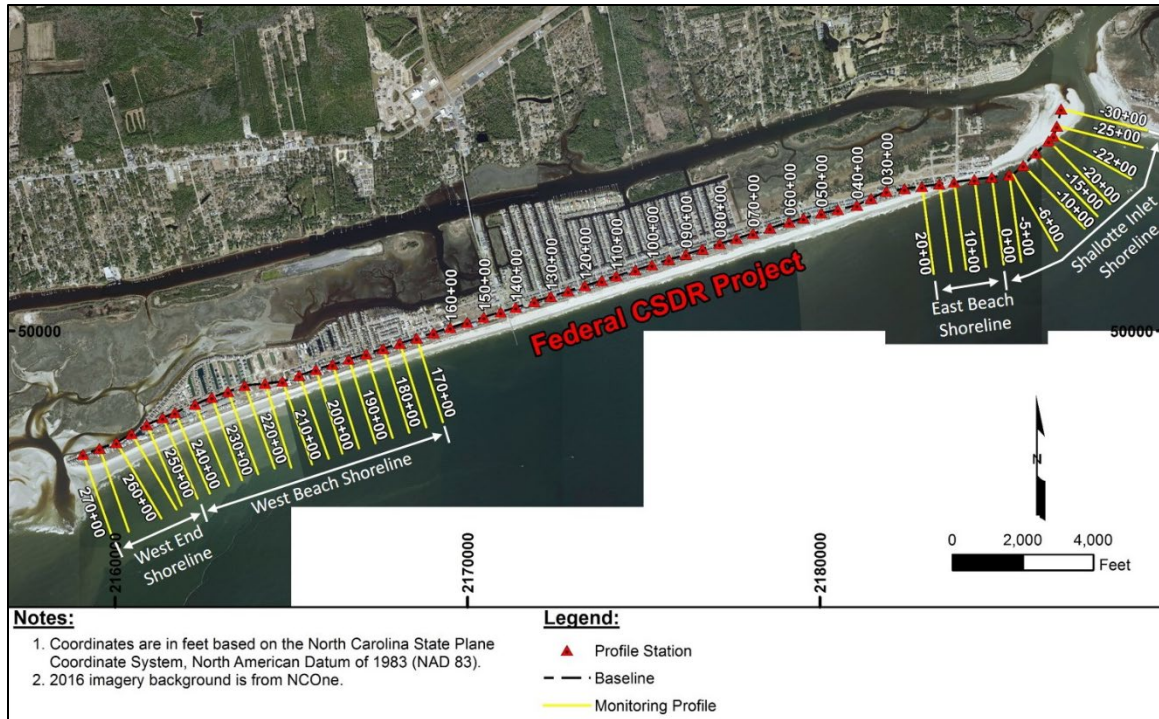 -30+00
-25+00
-22+00
-20+00
-15+00
-10+00
-6+00
-5+00
0+00
10+00
20+00
Sallotte Inlet
Shoreline
East Beach
Shoreline
030+00
040+00
050+00
060+00
070+00
080+00
090+00
100+00
110+00
120+00
130+00
140+00
150+00
160+00
Federal CSDR Project
50000
50000
170+00
180+00
190+00
200+00
210+00
220+00
230+00
240+00
250+00
260+00
270+00
West Beach Shoreline
West End
Shoreline
N
0 2,000 4,000
Feet
2160000
2170000
2180000
Notes:
1. Coordinates are in feet based on the North Carolina State Plane
Coordinate System, North American Datum of 1983 (NAD 83).
2. 2016 imagery background is from NCOne.
Legend:
Profile Station
Baseline
Monitoring Profile